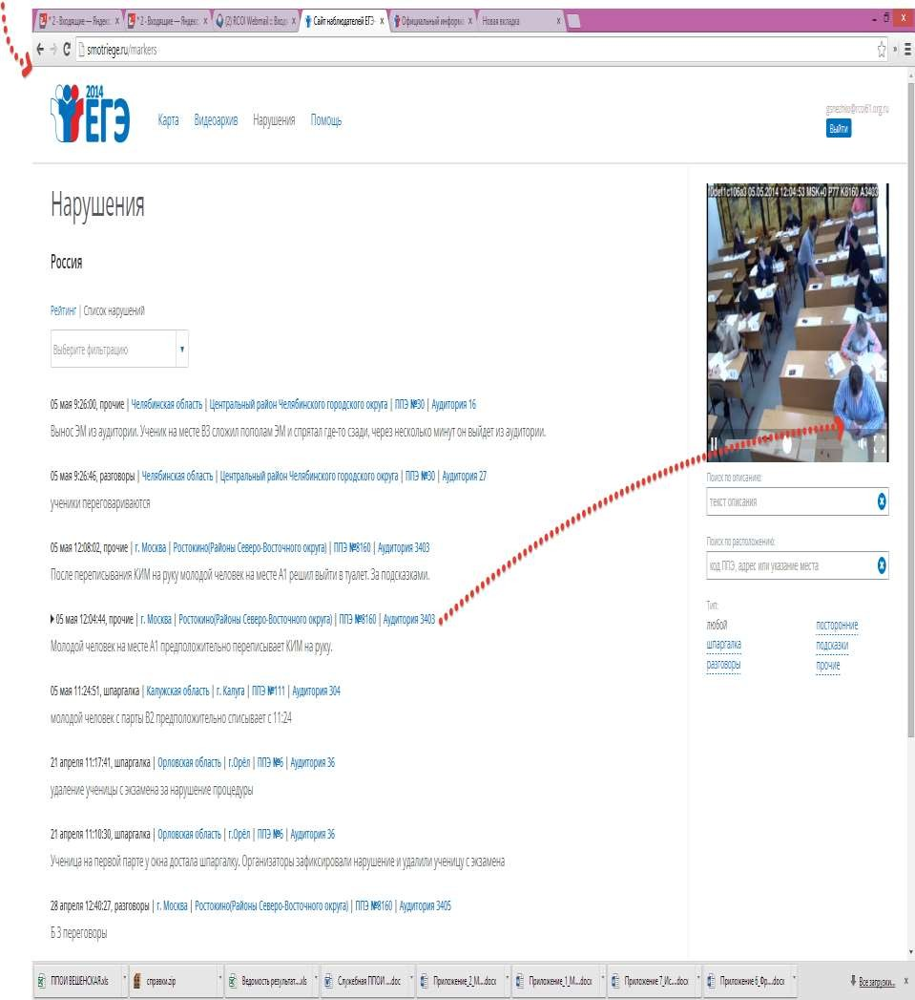 * 2 - Входящие — Яндекс. x
* 2 - Входящие — Яндекс. x
(2) RCOI Webmail :: Входя x
Сайт наблюдателей ЕГЭ- x
Официальный информа x
Новая вкладка x
smotriege.ru/markers
2014
ЕГЭ
Карта Видеоархив Нарушения Помощь
gsnezhko@rcoi61.org.ru
Выйти
Нарушения
Россия
Рейтинг | Список нарушений
Выберите фильтрацию
05 мая 9:26:00, прочие | Челябинская область | Центральный район Челябинского городского округа | ППЭ №30 | Аудитория 16
Вынос ЭМ из аудитории. Ученик на месте В3 сложил пополам ЭМ и спрятал где-то сзади, через несколько минут он выйдет из аудитории.
05 мая 9:26:46, разговоры | Челябинская область | Центральный район Челябинского городского округа | ППЭ №30 | Аудитория 27
ученики переговариваются
05 мая 12:08:02, прочие | г. Москва | Ростокино(Районы Северо-Восточного округа) | ППЭ №8160 | Аудитория 3403
После переписывания КИМ на руку молодой человек на месте А1 решил выйти в туалет. За подсказками.
05 мая 12:04:44, прочие | г. Москва | Ростокино(Районы Северо-Восточного округа) | ППЭ №8160 | Аудитория 3403
Молодой человек на месте А1 предположительно переписывает КИМ на руку.
05 мая 11:24:51, шпаргалка | Калужская область | г. Калуга | ППЭ №111 | Аудитория 304
молодой человек с парты В2 предположительно списывает с 11:24
21 апреля 11:17:41, шпаргалка | Орловская область | г.Орёл | ППЭ №6 | Аудитория 36
удаление ученицы с экзамена за нарушение процедуры
21 апреля 11:10:30, шпаргалка | Орловская область | г.Орёл | ППЭ №6 | Аудитория 36
Ученица на первой парте у окна достала шпаргалку. Организаторы зафиксировали нарушение и удалили ученицу с экзамена
28 апреля 12:40:27, разговоры | г. Москва | Ростокино(Районы Северо-Восточного округа) | ППЭ №8160 | Аудитория 3405
Б 3 переговоры
f0def1c106a3 05.05.2014 12:04:53 MSK+0 P77 K8160 A3403
Поиск по описанию:
текст описания
Поиск по расположению:
код ППЭ, адрес или указание места
Тип:
любой посторонние
шпаргалка подсказки
разговоры прочие
ППОИ ВЕШЕНСКАЯ.xls
справки.zip
Ведомость результат....xls
Служебная ППОИ ....doc
Приложение_2_М....docx
Приложение_1_М....docx
Приложение 7_Ис....docx
Приложение 6_Фр....docx
Все загрузки...